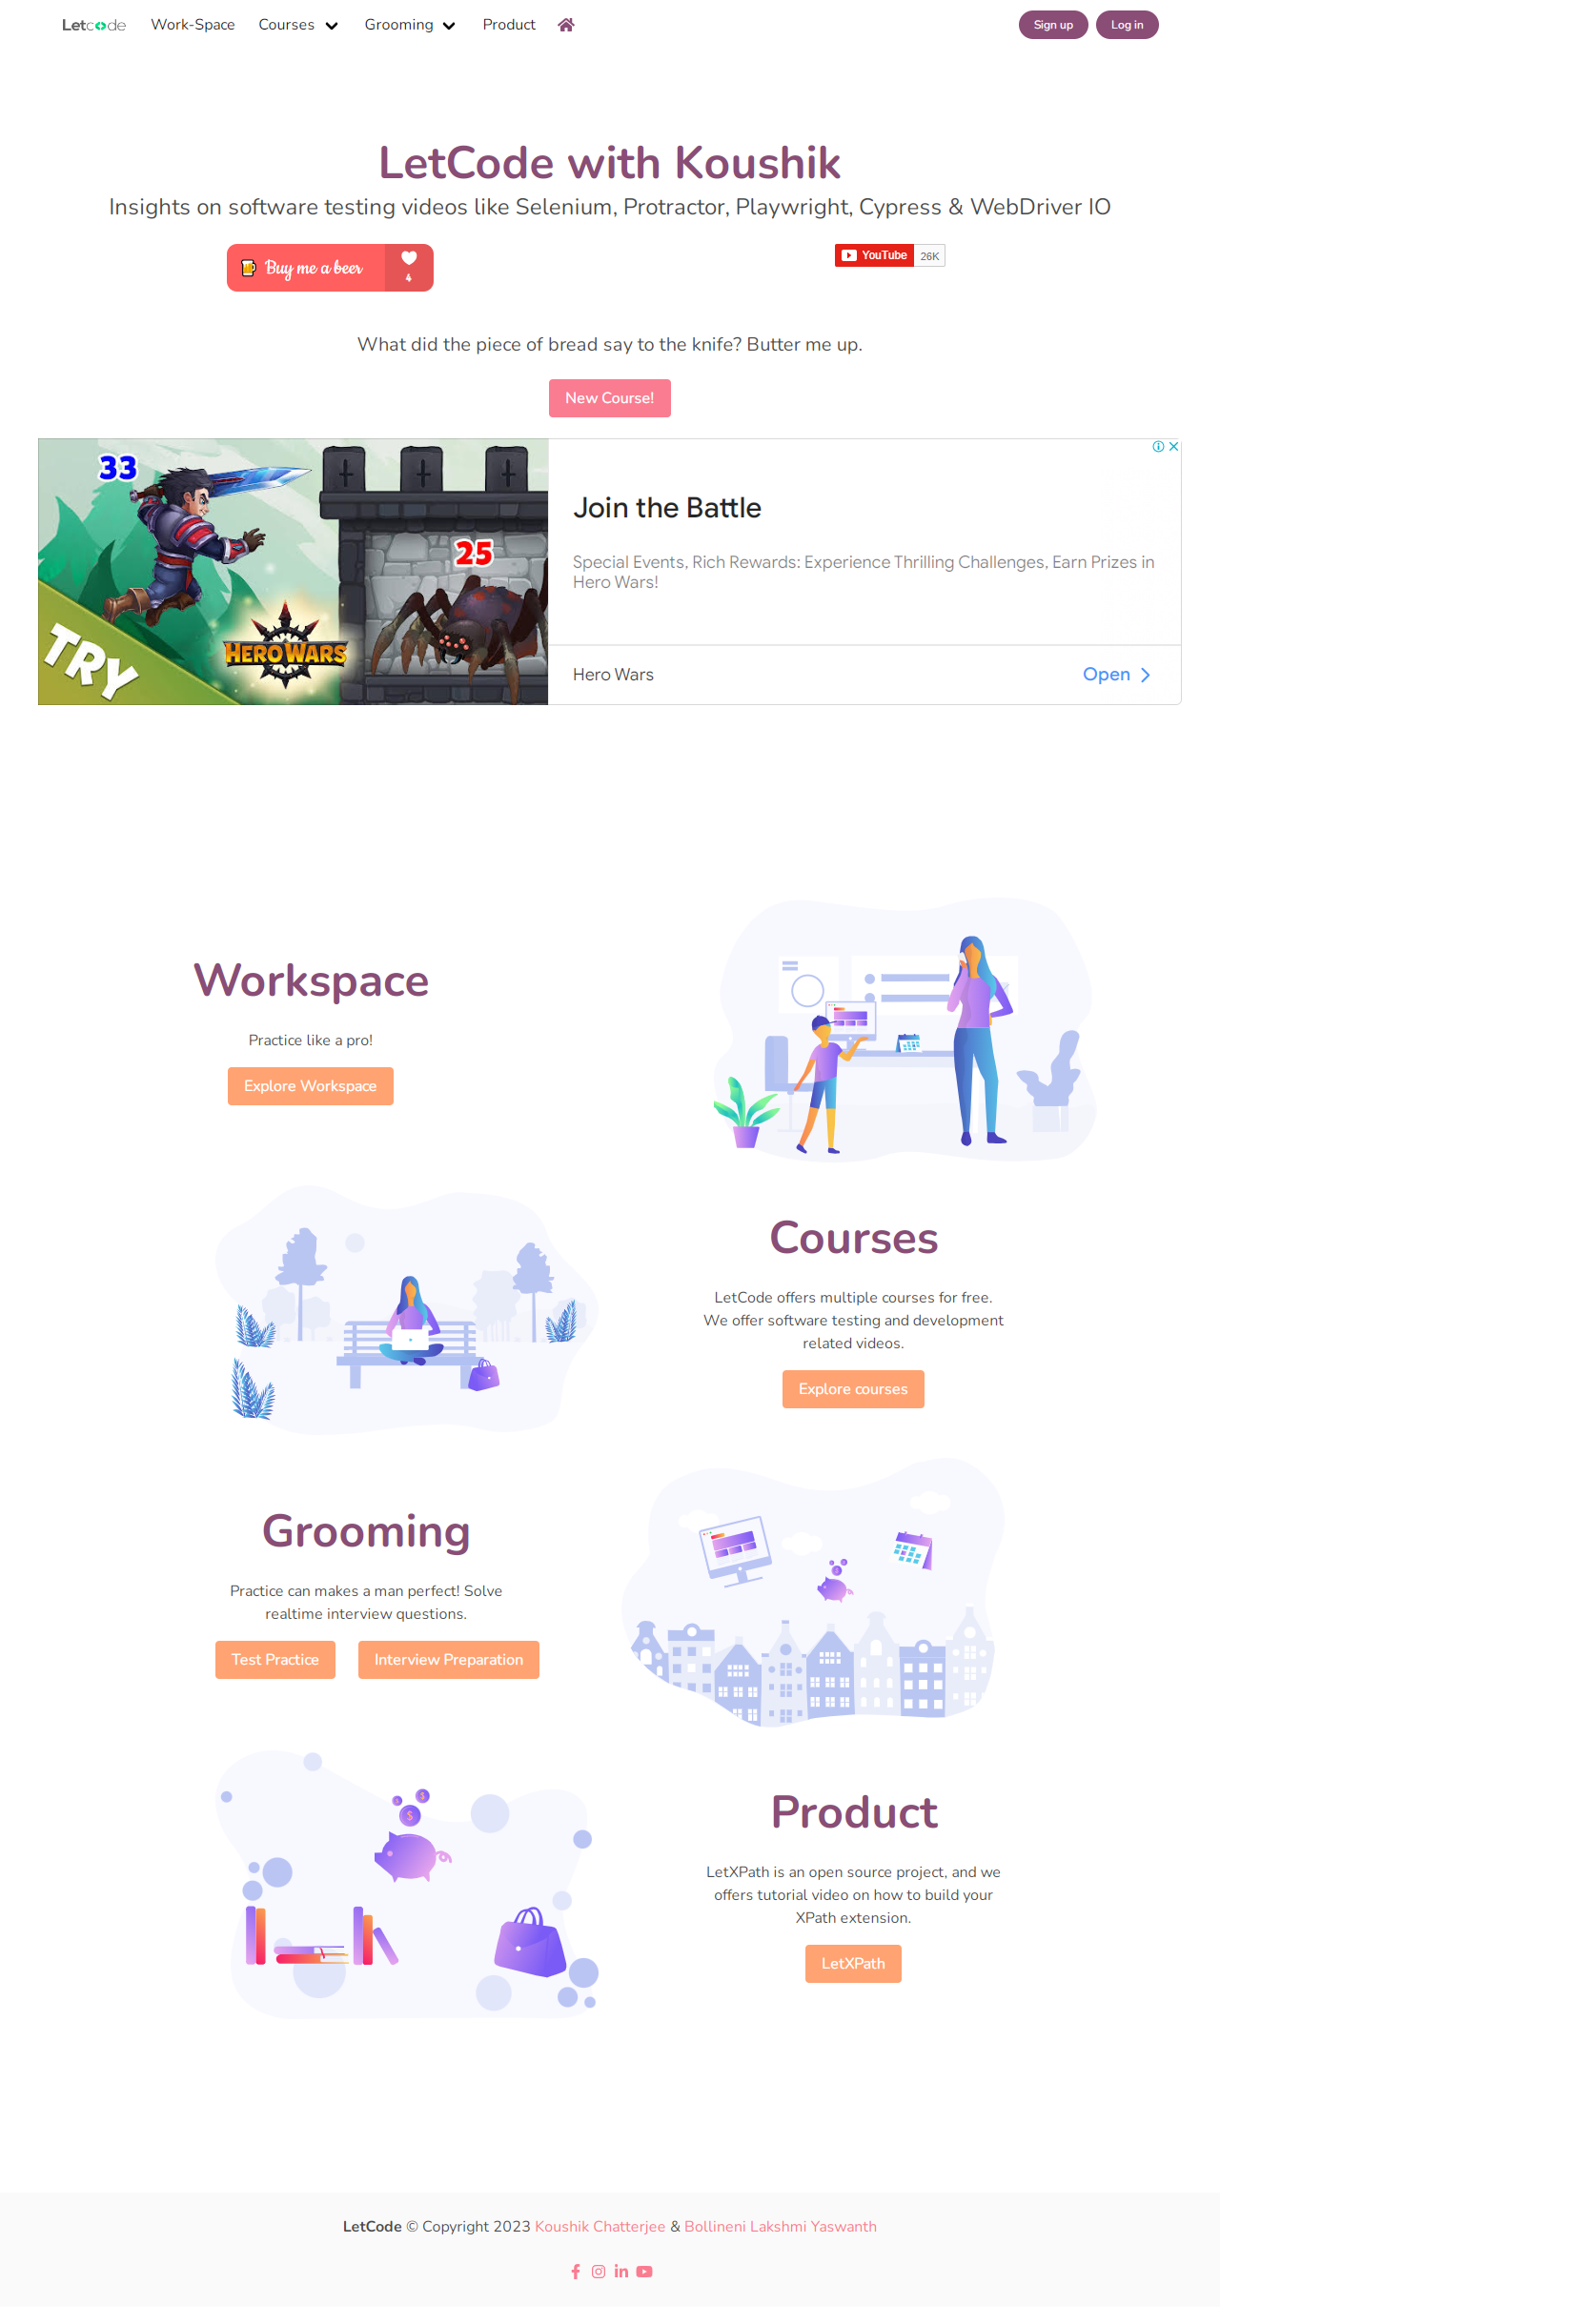 Letcode Work-Space Courses Grooming Product Sign up Log in
LetCode with Koushik
Insights on software testing videos like Selenium, Protractor, Playwright, Cypress & WebDriver IO
Buy me a beer 4
YouTube 26K
What did the piece of bread say to the knife? Butter me up.
New Course!
33
25
TRY
HERO WARS
Join the Battle
Special Events, Rich Rewards: Experience Thrilling Challenges, Earn Prizes in
Hero Wars!
Hero Wars Open
Workspace
Practice like a pro!
Explore Workspace
Courses
LetCode offers multiple courses for free.
We offer software testing and development
related videos.
Explore courses
Grooming
Practice can makes a man perfect! Solve
realtime interview questions.
Test Practice Interview Preparation
Product
LetXPath is an open source project, and we
offers tutorial video on how to build your
XPath extension.
LetXPath
LetCode © Copyright 2023 Koushik Chatterjee & Bollineni Lakshmi Yaswanth